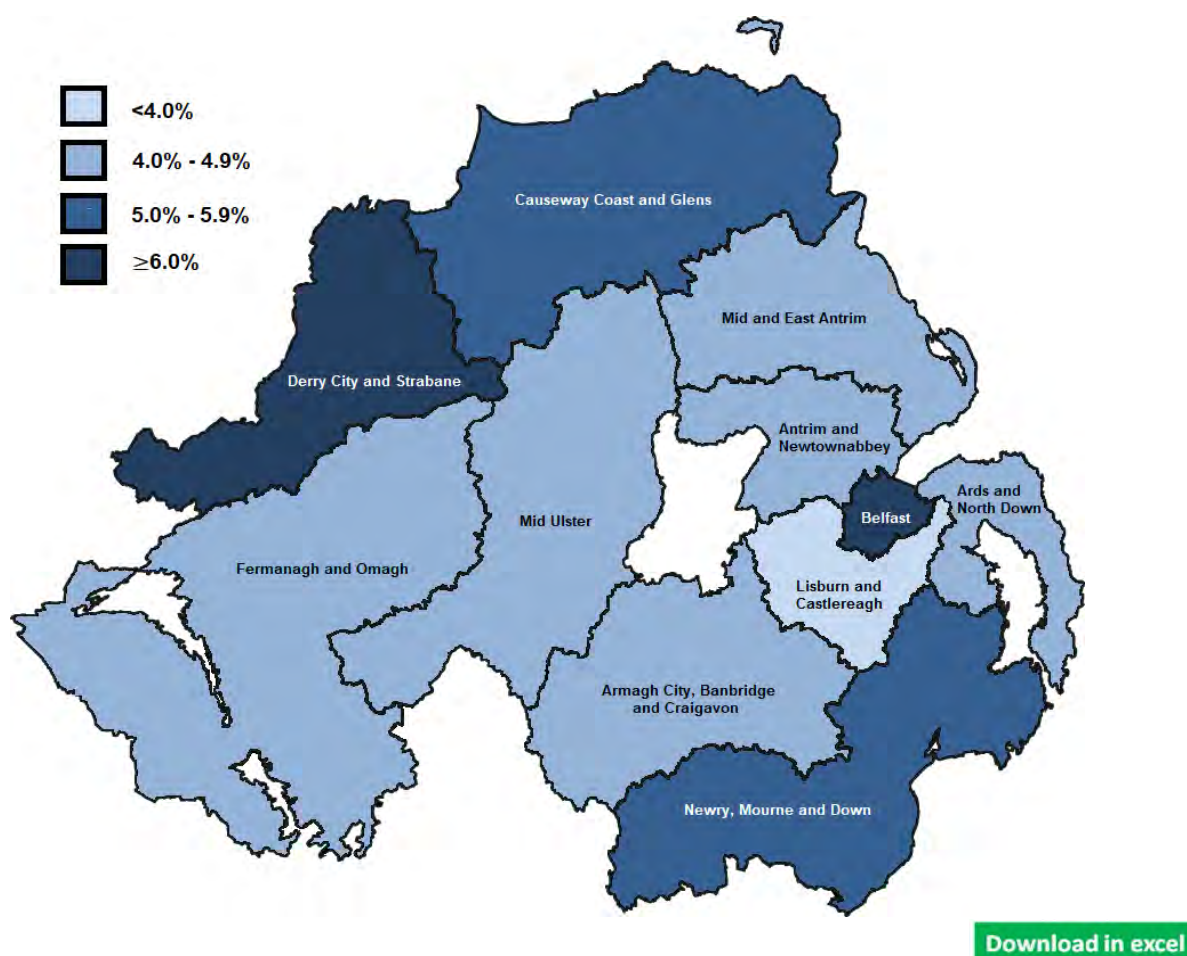 <4.0%
4.0% - 4.9%
5.0% - 5.9%
≥6.0%
Causeway Coast and Glens
Mid and East Antrim
Derry City and Strabane
Antrim and
Newtownabbey
Ards and
North Down
Belfast
Mid Ulster
Fermanagh and Omagh
Lisburn and
Castlereagh
Armagh City, Banbridge
and Craigavon
Newry, Mourne and Down
Download in excel